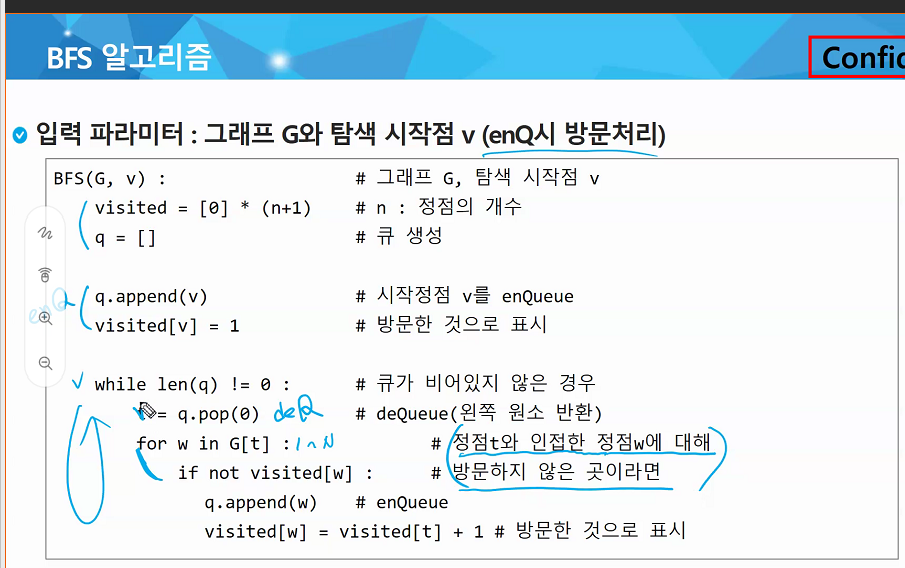 BFS 알고리즘
입력 파라미터 : 그래프 G와 탐색 시작점 v (enQ시 방문처리)
BFS(G, v) : # 그래프 G, 탐색 시작점 v
visited = [0] * (n+1) # n : 정점의 개수
q = [] # 큐 생성
enQ
q.append(v) # 시작정점 v를 enQueue
visited[v] = 1 # 방문한 것으로 표시
while len(q) != 0 : # 큐가 비어있지 않은 경우
= q.pop(0) deQ # deQueue(왼쪽 원소 반환)
for w in G[t] : 1~N # 정점t와 인접한 정점w에 대해
if not visited[w] : # 방문하지 않은 곳이라면
q.append(w) # enQueue
visited[w] = visited[t] + 1 # 방문한 것으로 표시